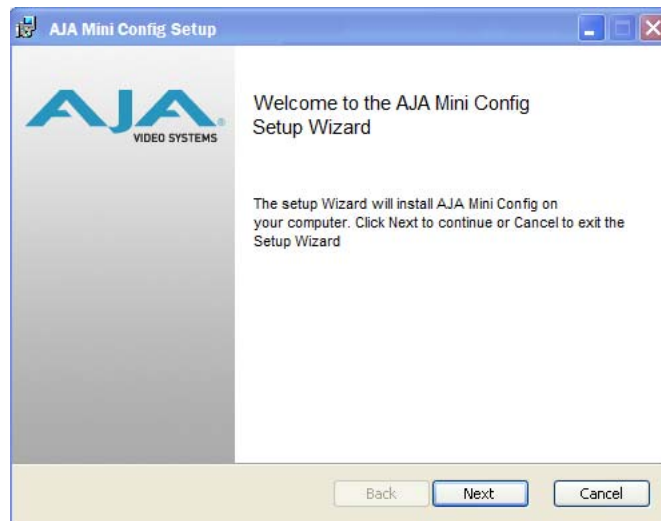 AJA Mini Config Setup
AJA®
VIDEO SYSTEMS
Welcome to the AJA Mini Config
Setup Wizard
The setup Wizard will install AJA Mini Config on
your computer. Click Next to continue or Cancel to exit the
Setup Wizard
Back
Next
Cancel